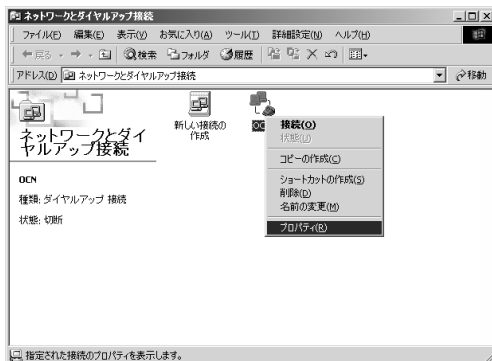 ネットワークとダイヤルアップ接続
ファイル(F) 編集(E) 表示(V) お気に入り(A) ツール(T) 詳細設定(N) ヘルプ(H)
戻る 検索 フォルダ 履歴
アドレス(D) ネットワークとダイヤルアップ接続 移動
ネットワークとダイ
ヤルアップ接続
OCN
種類: ダイヤルアップ 接続
状態: 切断
新しい接続の
作成
OC
接続(O)
状態(U)
コピーの作成(C)
ショートカットの作成(S)
削除(D)
名前の変更(M)
プロパティ(R)
指定された接続のプロパティを表示します。